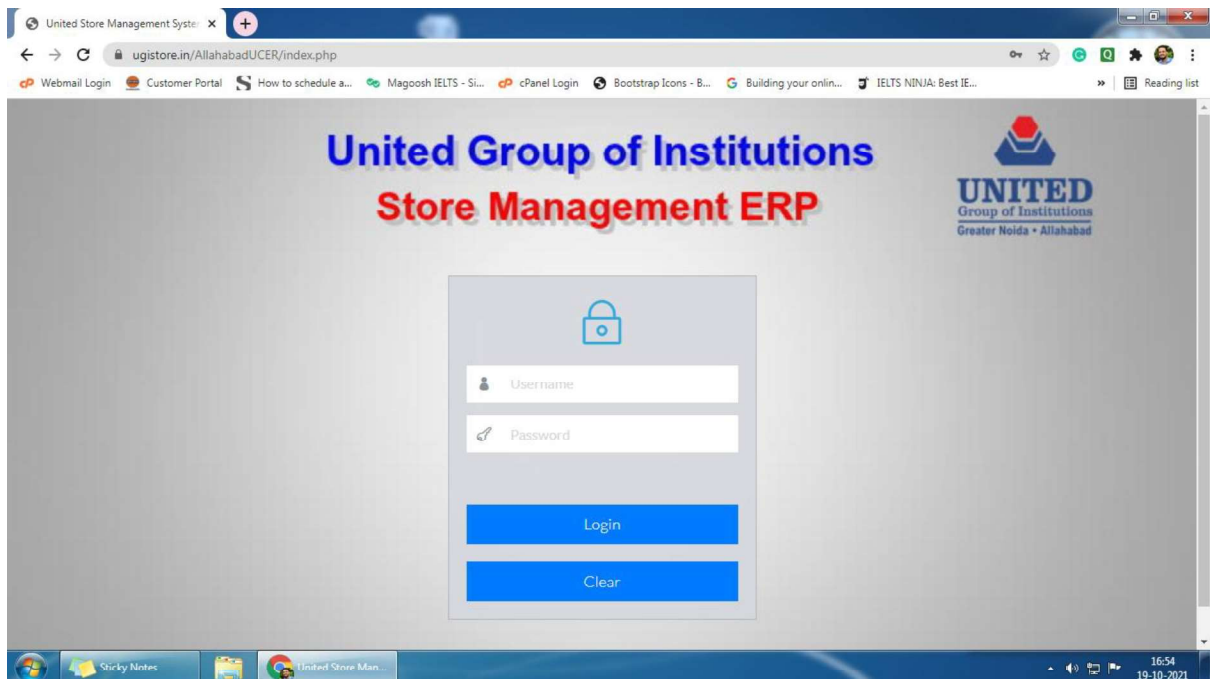 United Store Management System
ugistore.in/AllahabadUCER/index.php
Webmail Login
Customer Portal
How to schedule a...
Magoosh IELTS - Si...
cPanel Login
Bootstrap Icons - B...
Building your onlin...
IELTS NINJA: Best IE...
»
Reading list
United Group of Institutions
Store Management ERP
UNITED
Group of Institutions
Greater Noida • Allahabad
Username
Password
Login
Clear
Sticky Notes
United Store Man...
16:54
19-10-2021